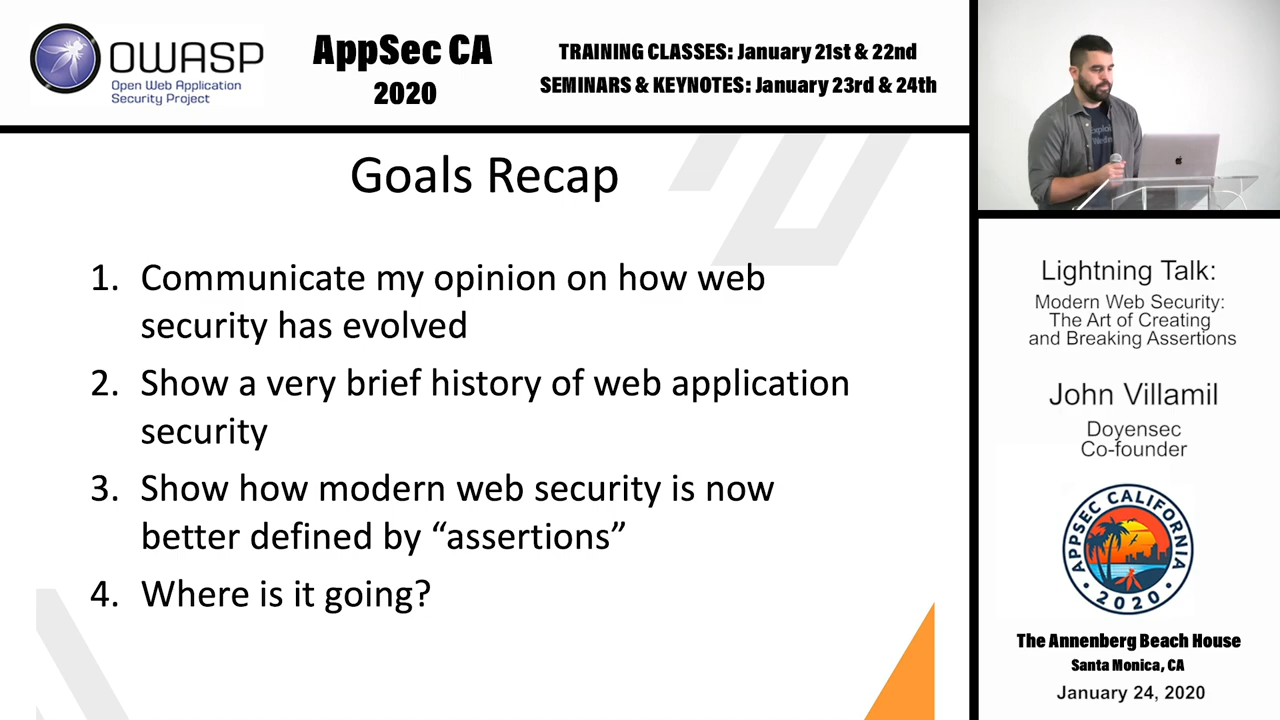 OWASP
Open Web Application
Security Project
AppSec CA
2020
TRAINING CLASSES: January 21st & 22nd
SEMINARS & KEYNOTES: January 23rd & 24th
Goals Recap
1. Communicate my opinion on how web
security has evolved
2. Show a very brief history of web application
security
3. Show how modern web security is now
better defined by “assertions”
4. Where is it going?
Lightning Talk:
Modern Web Security:
The Art of Creating
and Breaking Assertions
John Villamil
Doyensec
Co-founder
APPSEC CALIFORNIA
• 2020 •
The Annenberg Beach House
Santa Monica, CA
January 24, 2020